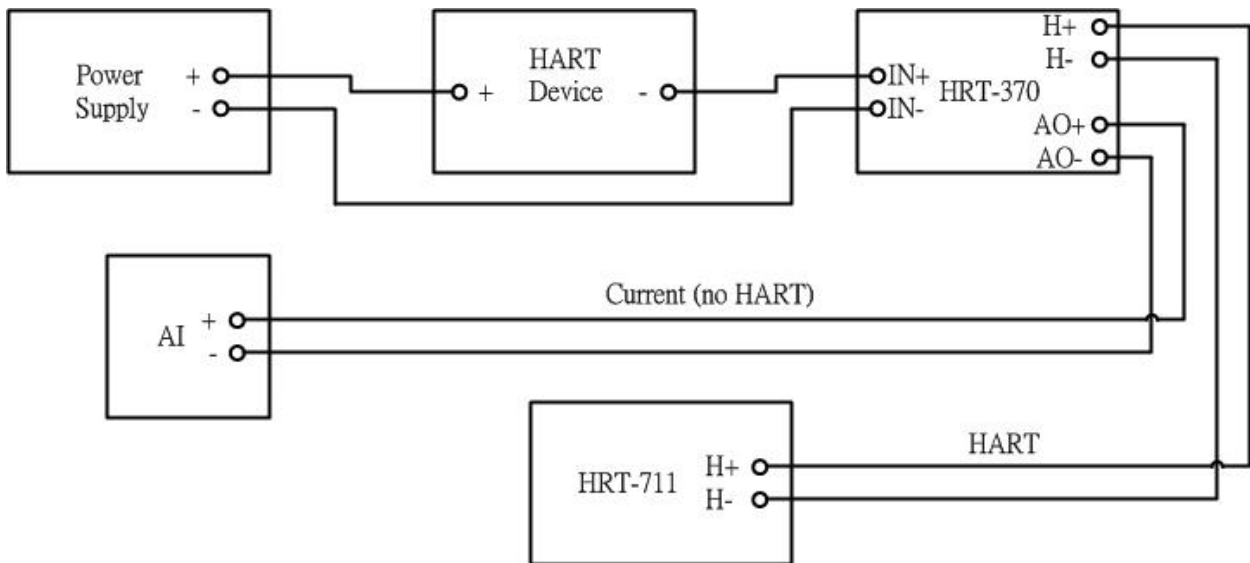 Power
Supply
+
-
HART
Device
+
-
IN+
IN-
HRT-370
H+
H-
AO+
AO-
AI
+
-
Current (no HART)
HRT-711
H+
H-
HART